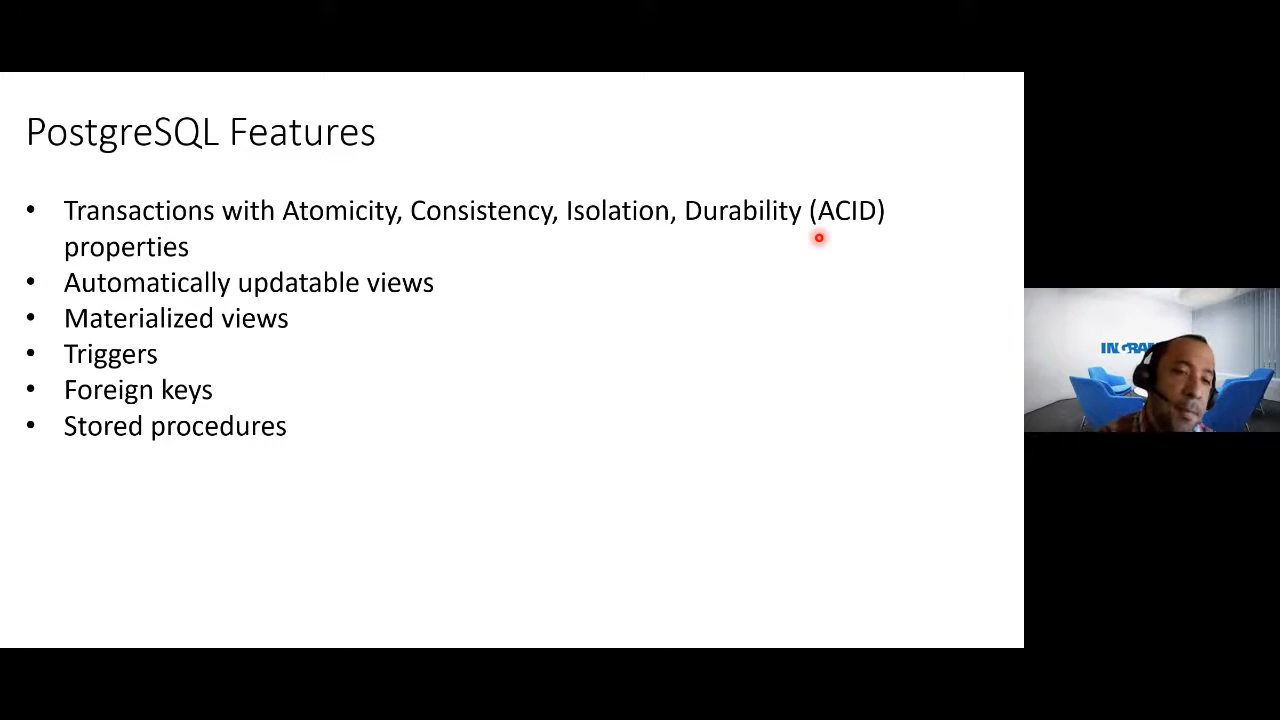 PostgreSQL Features
• Transactions with Atomicity, Consistency, Isolation, Durability (ACID)
properties
• Automatically updatable views
• Materialized views
• Triggers
• Foreign keys
• Stored procedures